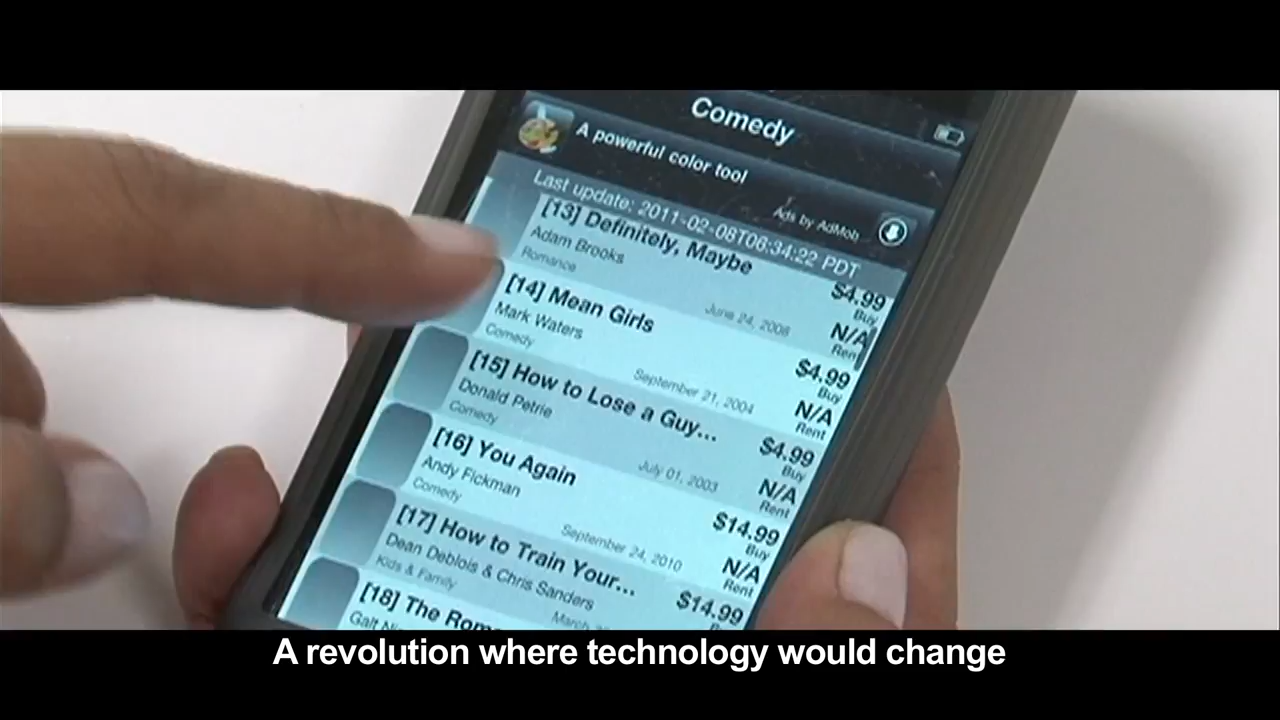 Comedy
A powerful color tool
Ads by AdMob
Last update: 2011-02-08T06:34:22 PDT
[13] Definitely, Maybe
Adam Brooks
Romance
June 24, 2008
$4.99
Buy
N/A
Rent
[14] Mean Girls
Mark Waters
Comedy
September 21, 2004
$4.99
Buy
N/A
Rent
[15] How to Lose a Guy...
Donald Petrie
Comedy
July 01, 2003
$4.99
Buy
N/A
Rent
[16] You Again
Andy Fickman
Comedy
September 24, 2010
$14.99
Buy
N/A
Rent
[17] How to Train Your...
Dean Deblois & Chris Sanders
Kids & Family
March
$14.99
[18] The
A revolution where technology would change